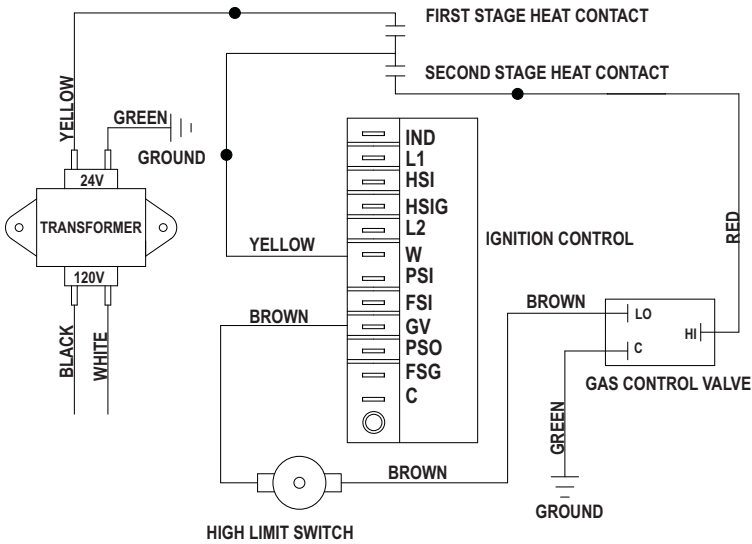 FIRST STAGE HEAT CONTACT
SECOND STAGE HEAT CONTACT
YELLOW
GREEN
GROUND
24V
TRANSFORMER
120V
BLACK
WHITE
IND
L1
HSI
HSIG
L2
W
PSI
FSI
GV
PSO
FSG
C
IGNITION CONTROL
YELLOW
BROWN
BROWN
HIGH LIMIT SWITCH
BROWN
RED
LO
HI
C
GAS CONTROL VALVE
GREEN
GROUND